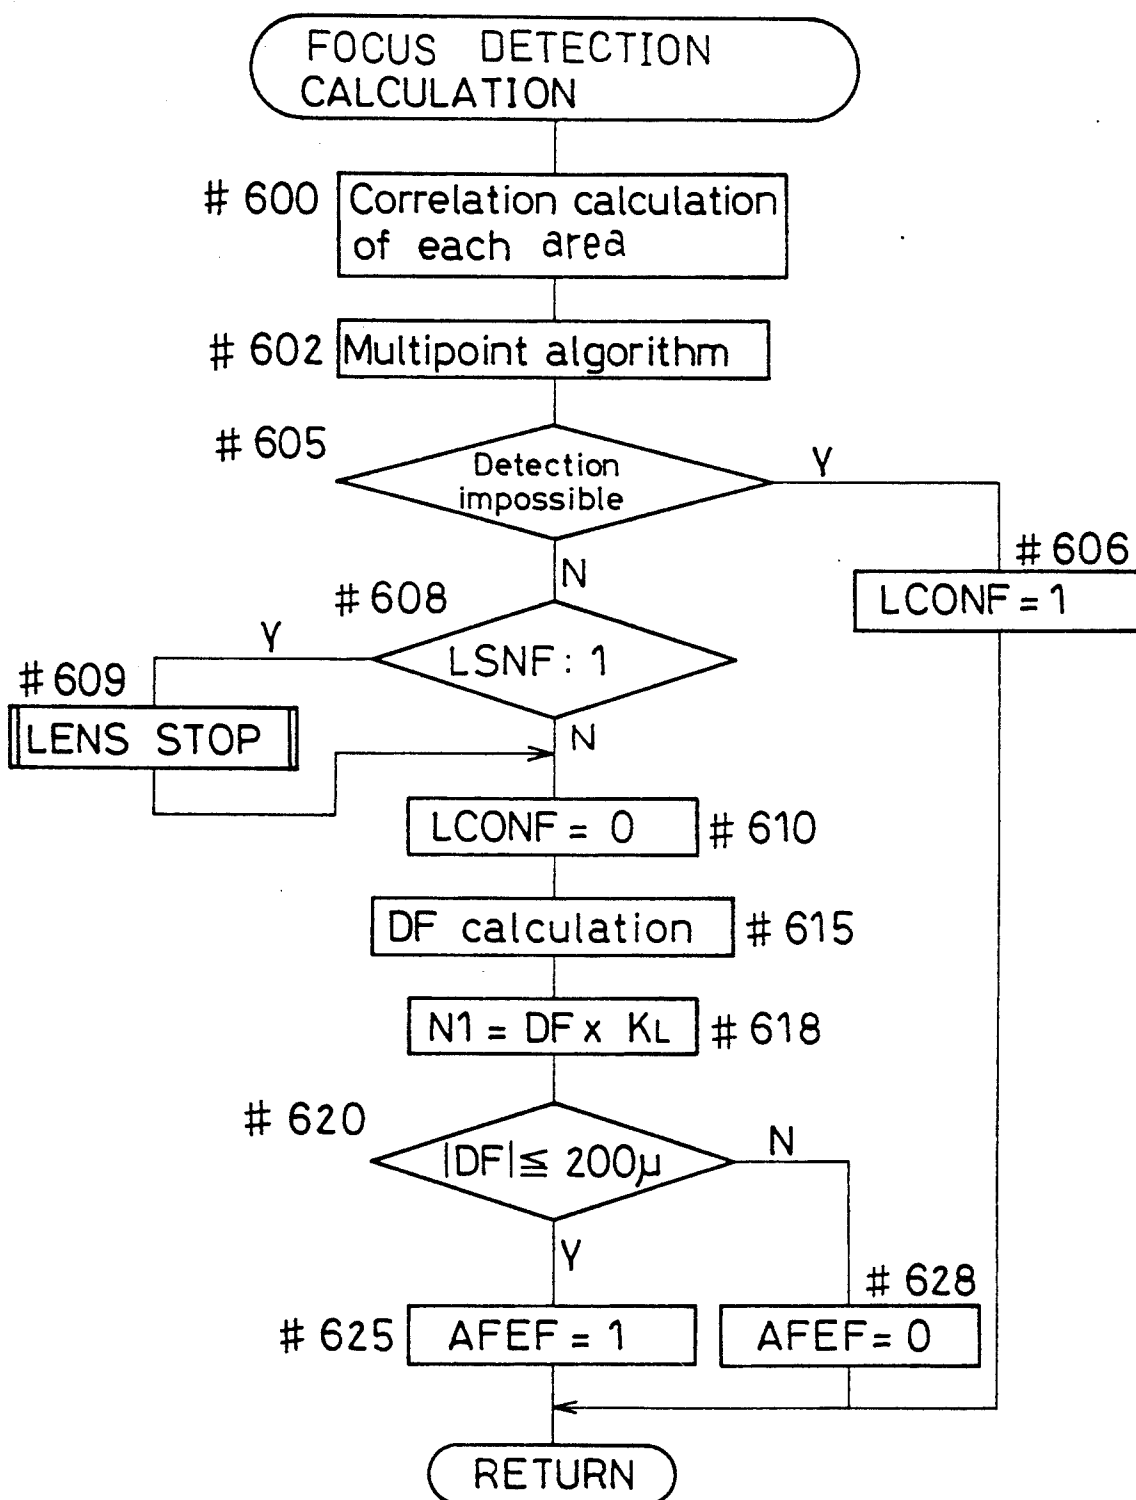 FOCUS DETECTION
CALCULATION
# 600
Correlation calculation
of each area
# 602
Multipoint algorithm
# 605
Detection
impossible
Y
N
# 606
LCONF = 1
# 608
LSNF : 1
Y
N
# 609
LENS STOP
LCONF = 0
# 610
DF calculation
# 615
N1 = DF x KL
# 618
# 620
|DF| ≦ 200μ
N
Y
# 625
AFEF = 1
# 628
AFEF = 0
RETURN